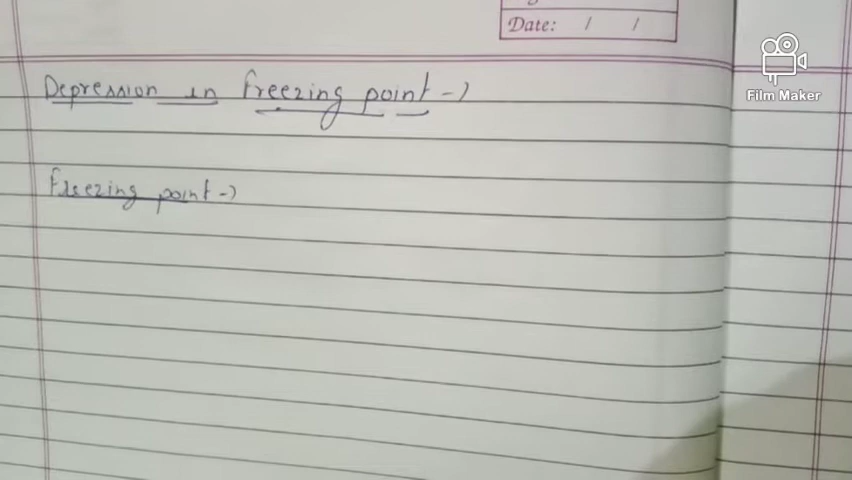 Date: / /
Film Maker
Depression in freezing point -)
freezing point -)